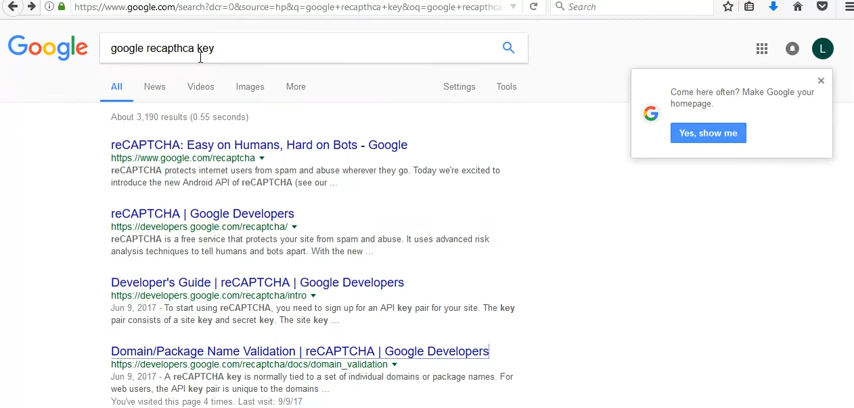 https://www.google.com/search?dcr=0&source=hp&q=google+recapthca+key&oq=google+recapthca
Search
Google
google recapthca key
L
All News Videos Images More Settings Tools
Come here often? Make Google your
homepage.
Yes, show me
About 3,190 results (0.55 seconds)
reCAPTCHA: Easy on Humans, Hard on Bots - Google
https://www.google.com/recaptcha
reCAPTCHA protects internet users from spam and abuse wherever they go. Today we're excited to
introduce the new Android API of reCAPTCHA (see our ...
reCAPTCHA | Google Developers
https://developers.google.com/recaptcha/
reCAPTCHA is a free service that protects your site from spam and abuse. It uses advanced risk
analysis techniques to tell humans and bots apart. With the new ...
Developer's Guide | reCAPTCHA | Google Developers
https://developers.google.com/recaptcha/intro
Jun 9, 2017 - To start using reCAPTCHA, you need to sign up for an API key pair for your site. The key
pair consists of a site key and secret key. The site key ...
Domain/Package Name Validation | reCAPTCHA | Google Developers
https://developers.google.com/recaptcha/docs/domain_validation
Jun 9, 2017 - A reCAPTCHA key is normally tied to a set of individual domains or package names. For
web users, the API key pair is unique to the domains ...
You've visited this page 4 times. Last visit: 9/9/17